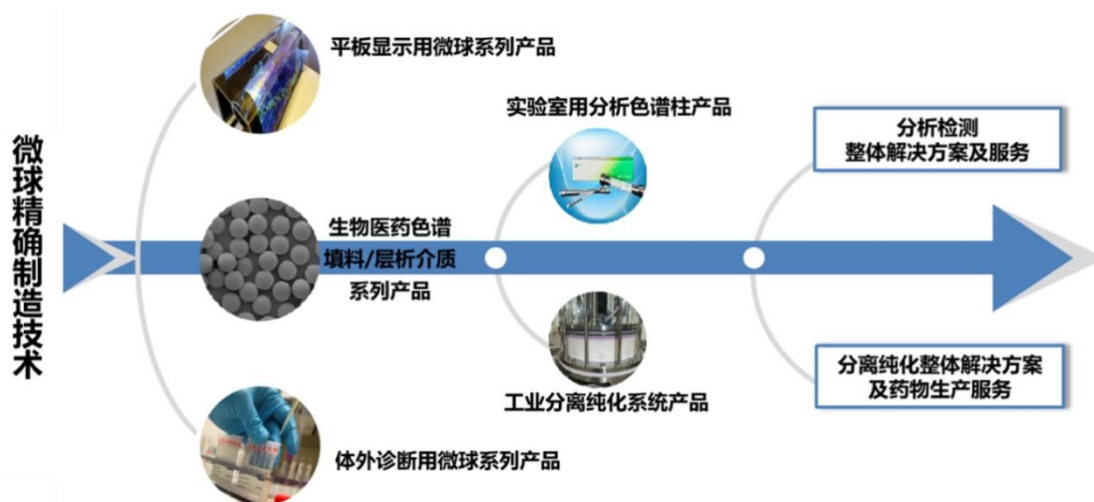 微球精确制造技术
平板显示用微球系列产品
生物医药色谱
填料/层析介质
系列产品
体外诊断用微球系列产品
实验室用分析色谱柱产品
工业分离纯化系统产品
分析检测
整体解决方案及服务
分离纯化整体解决方案
及药物生产服务